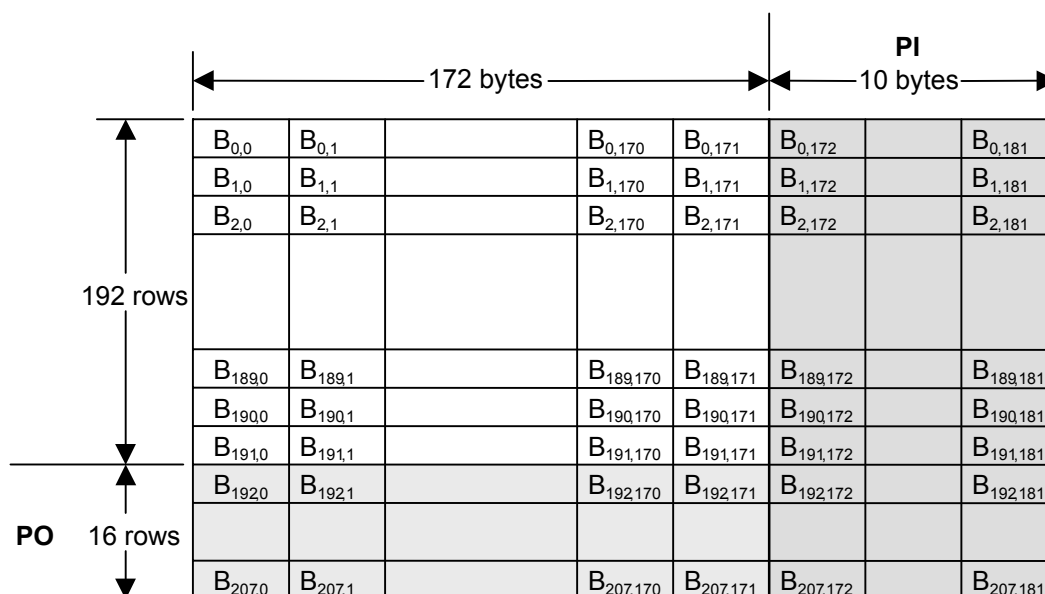 PI
172 bytes 10 bytes
B0,0 B0,1 B0,170 B0,171 B0,172 B0,181
B1,0 B1,1 B1,170 B1,171 B1,172 B1,181
B2,0 B2,1 B2,170 B2,171 B2,172 B2,181
192 rows
B189,0 B189,1 B189,170 B189,171 B189,172 B189,181
B190,0 B190,1 B190,170 B190,171 B190,172 B190,181
B191,0 B191,1 B191,170 B191,171 B191,172 B191,181
B192,0 B192,1 B192,170 B192,171 B192,172 B192,181
PO 16 rows
B207,0 B207,1 B207,170 B207,171 B207,172 B207,181